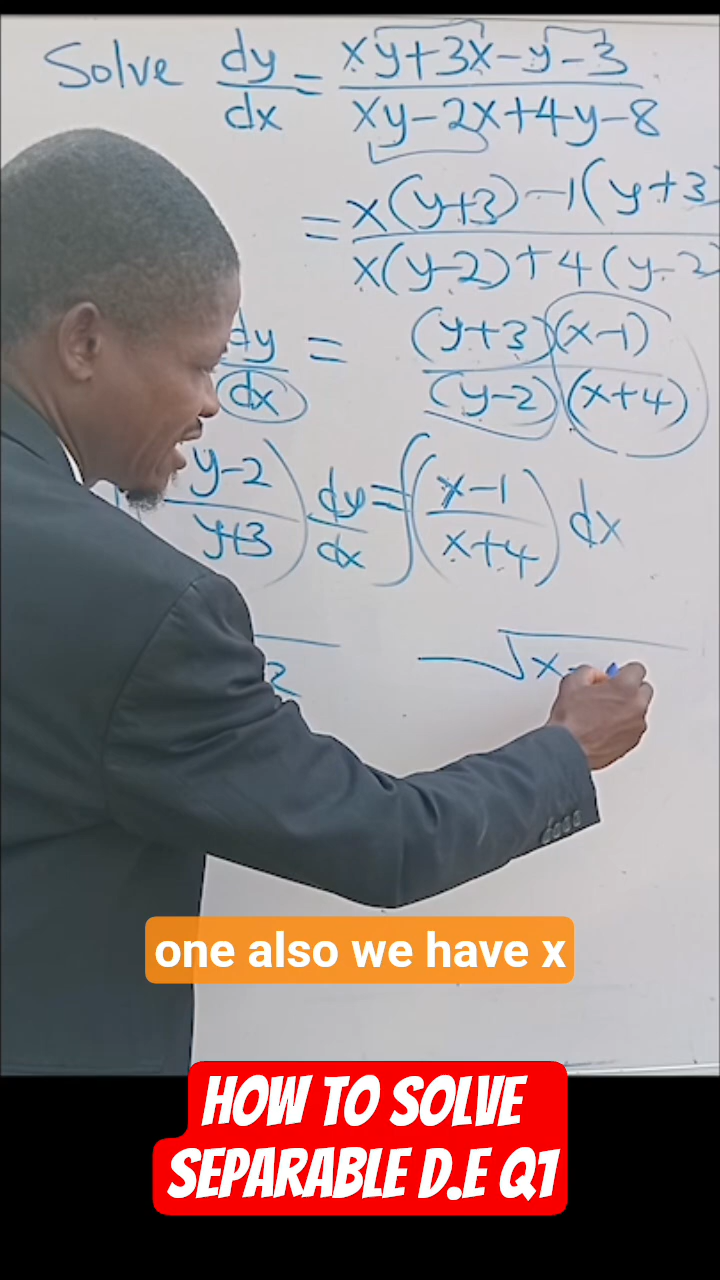 Solve dy/dx = xy+3x-y-3 / xy-2x+4y-8
= x(y+3)-1(y+3) / x(y-2)+4(y-2
dy/dx = (y+3)(x-1) / (y-2)(x+4)
(y-2 / y+3) dy/dx = ∫(x-1 / x+4) dx
2 √x-
one also we have x
HOW TO SOLVE
SEPARABLE D.E Q1